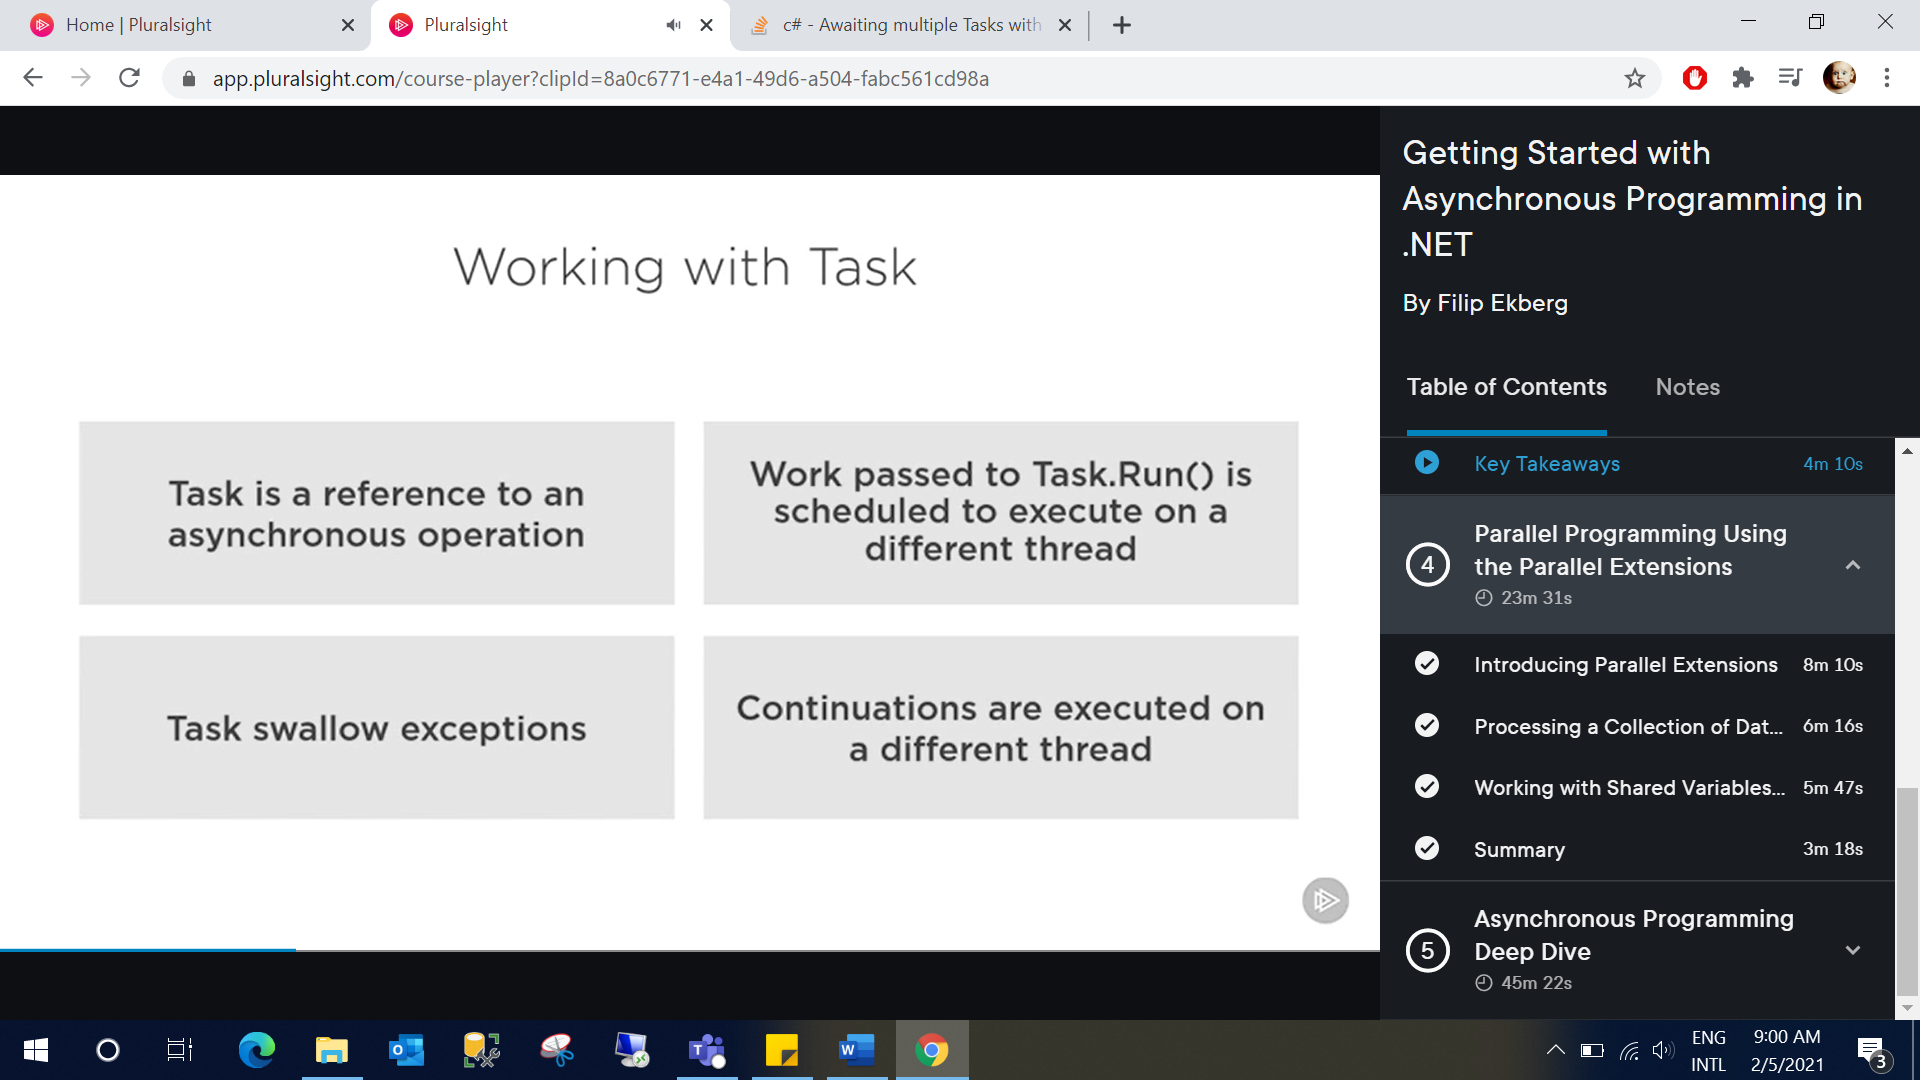 Home | Pluralsight
Pluralsight
c# - Awaiting multiple Tasks with
app.pluralsight.com/course-player?clipId=8a0c6771-e4a1-49d6-a504-fabc561cd98a
Working with Task
Task is a reference to an
asynchronous operation
Work passed to Task.Run() is
scheduled to execute on a
different thread
Task swallow exceptions
Continuations are executed on
a different thread
Getting Started with
Asynchronous Programming in
.NET
By Filip Ekberg
Table of Contents
Notes
Key Takeaways 4m 10s
4
Parallel Programming Using
the Parallel Extensions
23m 31s
Introducing Parallel Extensions 8m 10s
Processing a Collection of Dat... 6m 16s
Working with Shared Variables... 5m 47s
Summary 3m 18s
5
Asynchronous Programming
Deep Dive
45m 22s
ENG
INTL
9:00 AM
2/5/2021
3